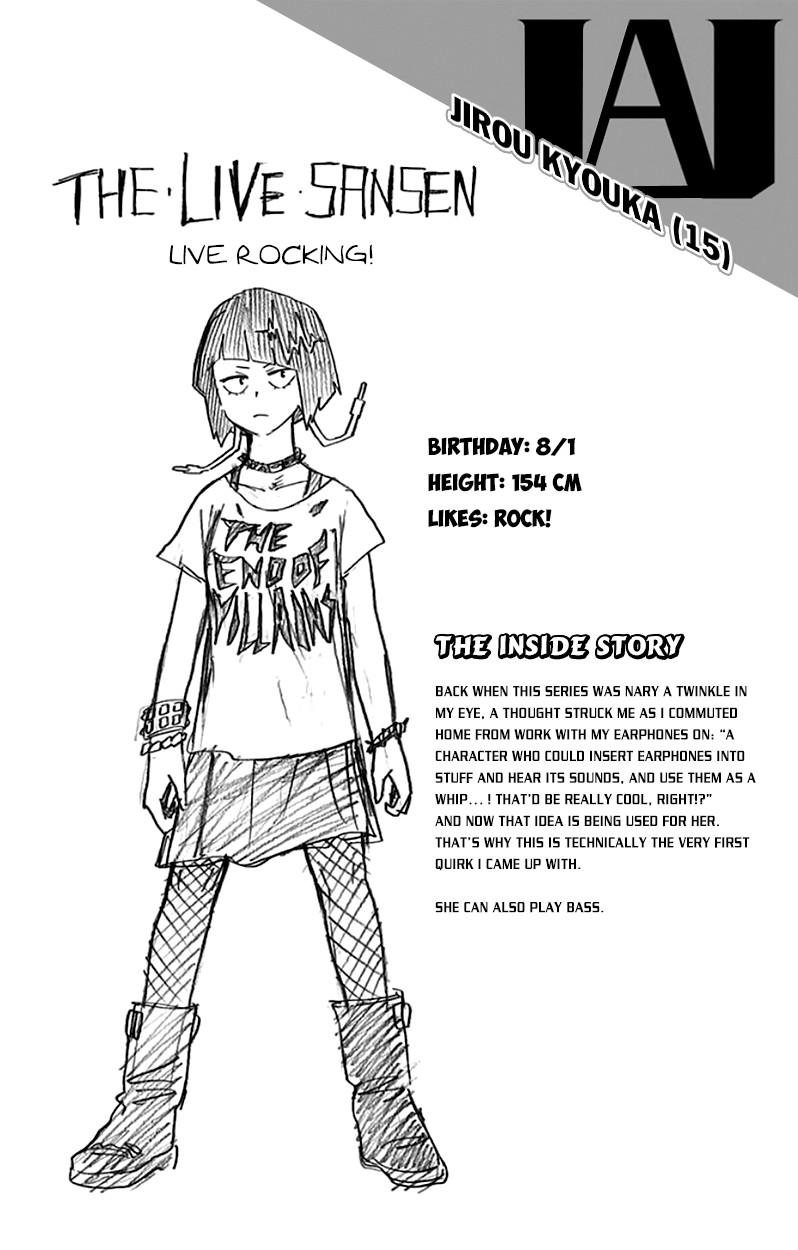 UA
JIROU KYOUKA (15)
THE·LIVE·SANSEN
LIVE ROCKING!
THE
END OF
VILLAINS
BIRTHDAY: 8/1
HEIGHT: 154 CM
LIKES: ROCK!
THE INSIDE STORY
BACK WHEN THIS SERIES WAS NARY A TWINKLE IN
MY EYE, A THOUGHT STRUCK ME AS I COMMUTED
HOME FROM WORK WITH MY EARPHONES ON: "A
CHARACTER WHO COULD INSERT EARPHONES INTO
STUFF AND HEAR ITS SOUNDS, AND USE THEM AS A
WHIP... ! THAT'D BE REALLY COOL, RIGHT!?"
AND NOW THAT IDEA IS BEING USED FOR HER.
THAT'S WHY THIS IS TECHNICALLY THE VERY FIRST
QUIRK I CAME UP WITH.
SHE CAN ALSO PLAY BASS.